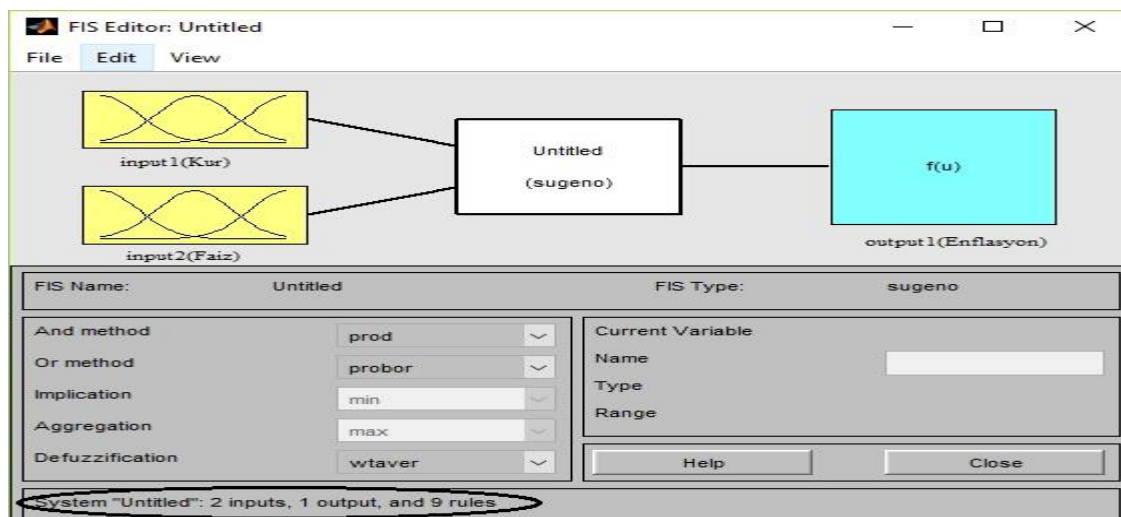 FIS Editor: Untitled
File Edit View
input1(Kur)
input2(Faiz)
Untitled
(sugeno)
f(u)
output1(Enflasyon)
FIS Name: Untitled FIS Type: sugeno
And method prod
Or method probor
Implication min
Aggregation max
Defuzzification wtaver
Current Variable
Name
Type
Range
Help Close
System "Untitled": 2 inputs, 1 output, and 9 rules